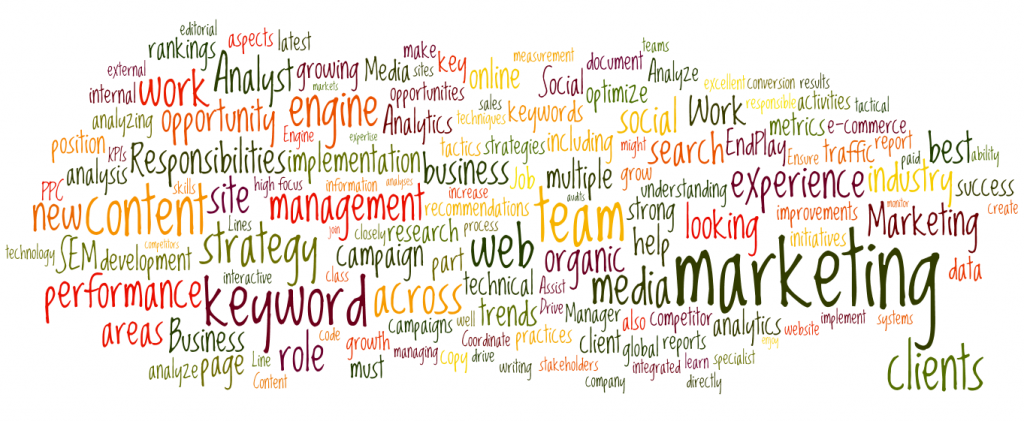 editorial
rankings aspects latest
external internal work Analyst growing Media make sites key online measurement Social document teams Analyze
markets opportunities optimize excellent conversion results
analyzing opportunity engine Analytics sales techniques keywords social Work responsible activities tactical
position Engine expertise tactics strategies including might search EndPlay metrics e-commerce
KPIs analysis Responsibilities implementation business Job multiple grow understanding Ensure traffic report paid best ability
PPC skills site high focus information analyses increase audits experience industry success
new content Lines management recommendations team strong looking improvements Marketing monitor create
join closely research process initiatives
technology SEM competitors development strategy campaign part web organic help marketing data
interactive class technical Assist media
performance keyword across trends Drive Manager also Competitor analytics website implement systems
areas Business code growth Campaigns well Coordinate practices client global reports enjoy
analyze page Line role managing copy drive writing stakeholders integrated learn specialist clients
Content must company directly